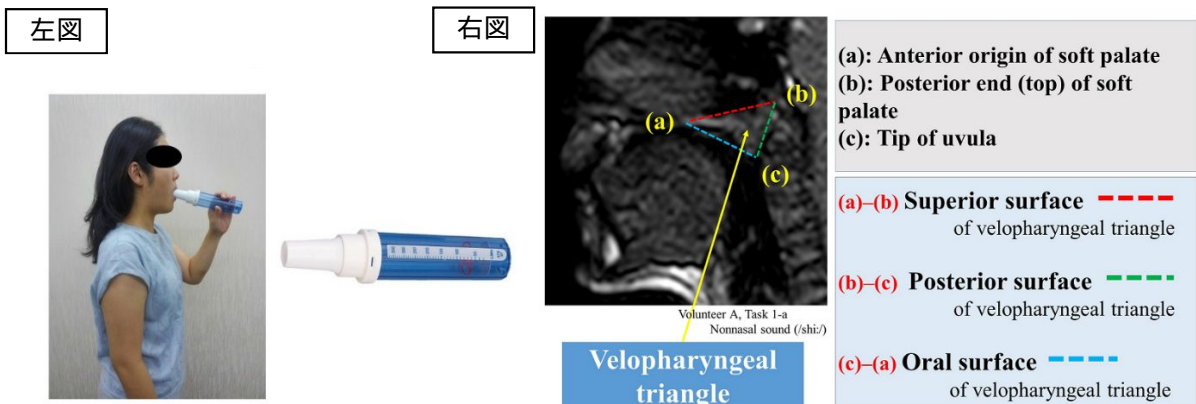 左図
右図
(a)
(b)
(c)
Volunteer A, Task 1-a
Nonnasal sound (/shi:/)
Velopharyngeal
triangle
(a): Anterior origin of soft palate
(b): Posterior end (top) of soft
palate
(c): Tip of uvula
(a)–(b) Superior surface
of velopharyngeal triangle
(b)–(c) Posterior surface
of velopharyngeal triangle
(c)–(a) Oral surface
of velopharyngeal triangle